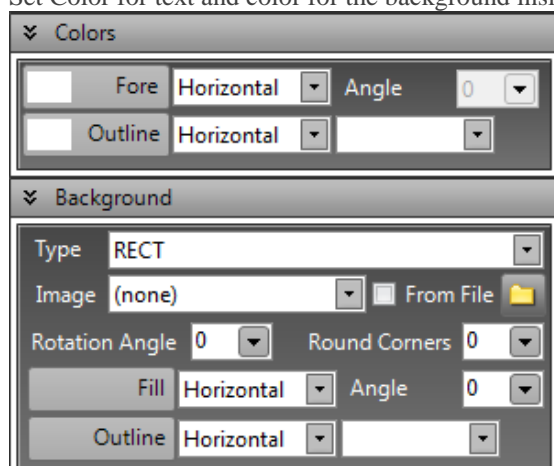 Set Color for text and color for the background
Colors
Fore Horizontal Angle 0
Outline Horizontal
Background
Type RECT
Image (none) From File
Rotation Angle 0 Round Corners 0
Fill Horizontal Angle 0
Outline Horizontal